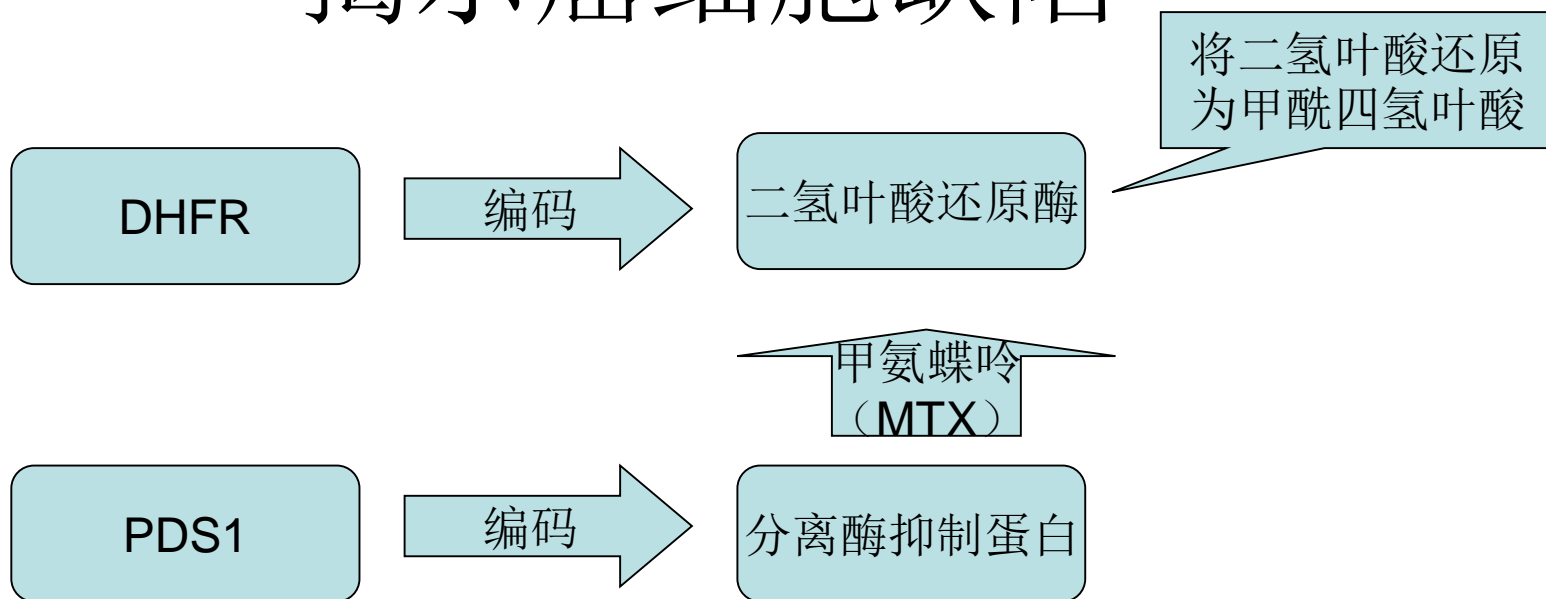 将二氢叶酸还原
为甲酰四氢叶酸
DHFR
编码
二氢叶酸还原酶
甲氨蝶呤
（MTX）
PDS1
编码
分离酶抑制蛋白